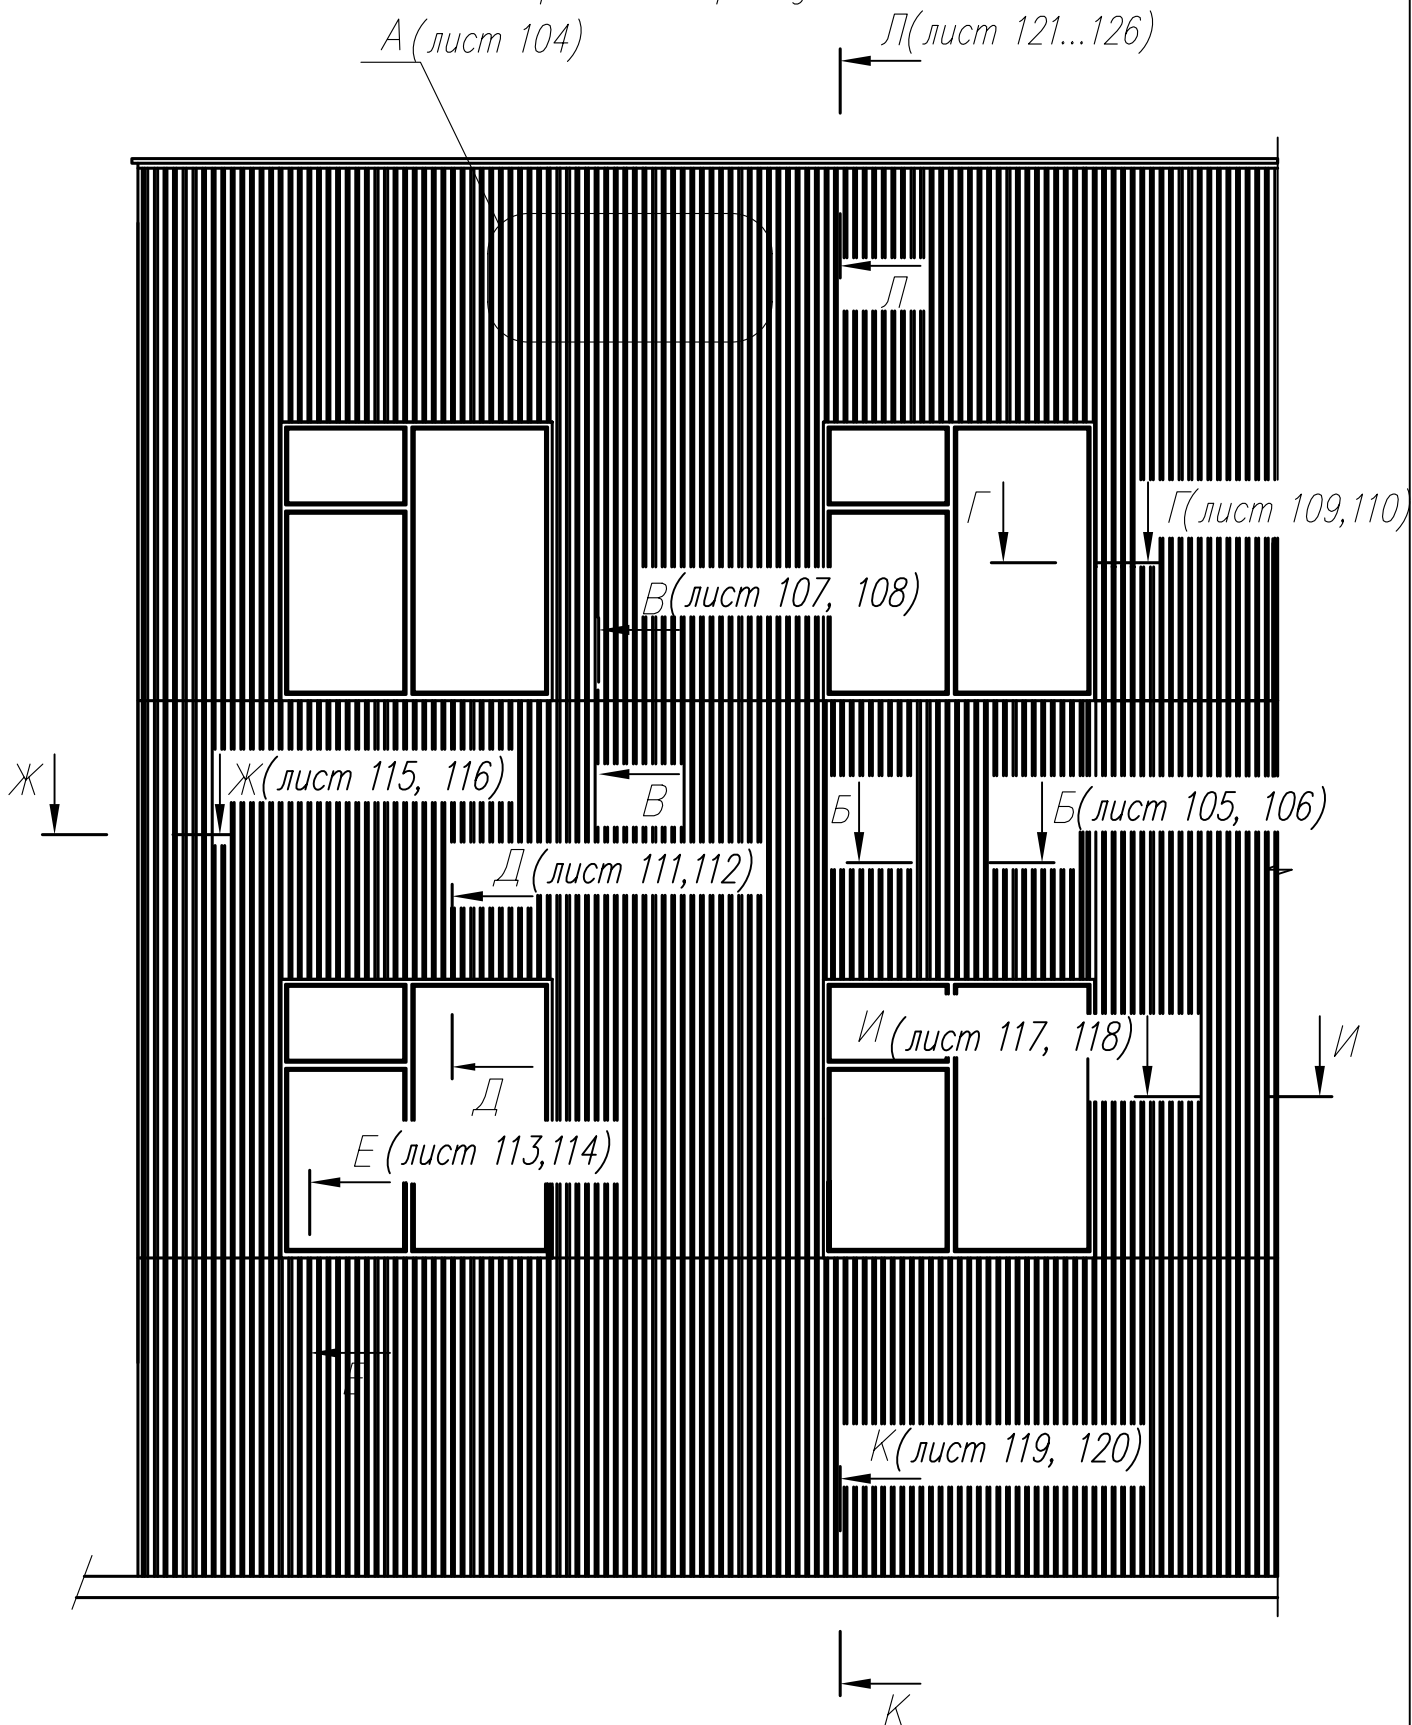 А (лист 104)
Л(лист 121...126)
Л
Г
Г(лист 109,110)
В(лист 107, 108)
Ж
Ж(лист 115, 116)
В
Б
Б(лист 105, 106)
Д (лист 111,112)
И (лист 117, 118)
И
Д
Е (лист 113,114)
Е
К(лист 119, 120)
К